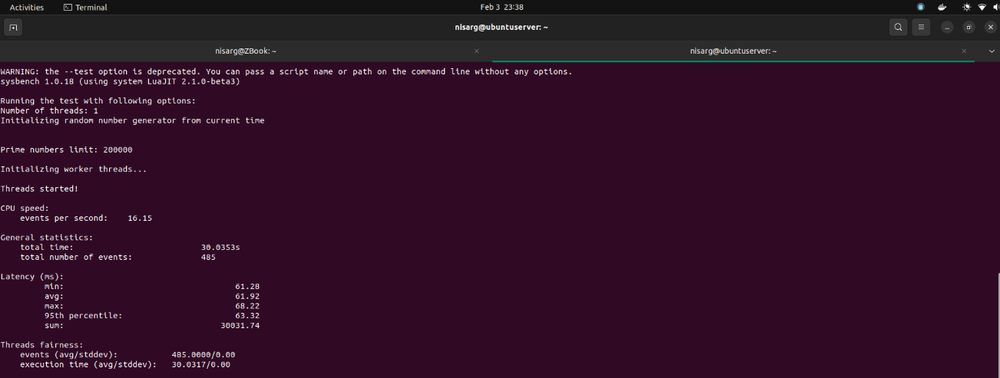 Activities Terminal Feb 3 23:38
nisarg@ubuntuserver: ~
nisarg@ZBook: ~ nisarg@ubuntuserver: ~
WARNING: the --test option is deprecated. You can pass a script name or path on the command line without any options.
sysbench 1.0.18 (using system LuaJIT 2.1.0-beta3)
Running the test with following options:
Number of threads: 1
Initializing random number generator from current time
Prime numbers limit: 200000
Initializing worker threads...
Threads started!
CPU speed:
events per second: 16.15
General statistics:
total time: 30.0353s
total number of events: 485
Latency (ms):
min: 61.28
avg: 61.92
max: 68.22
95th percentile: 63.32
sum: 30031.74
Threads fairness:
events (avg/stddev): 485.0000/0.00
execution time (avg/stddev): 30.0317/0.00